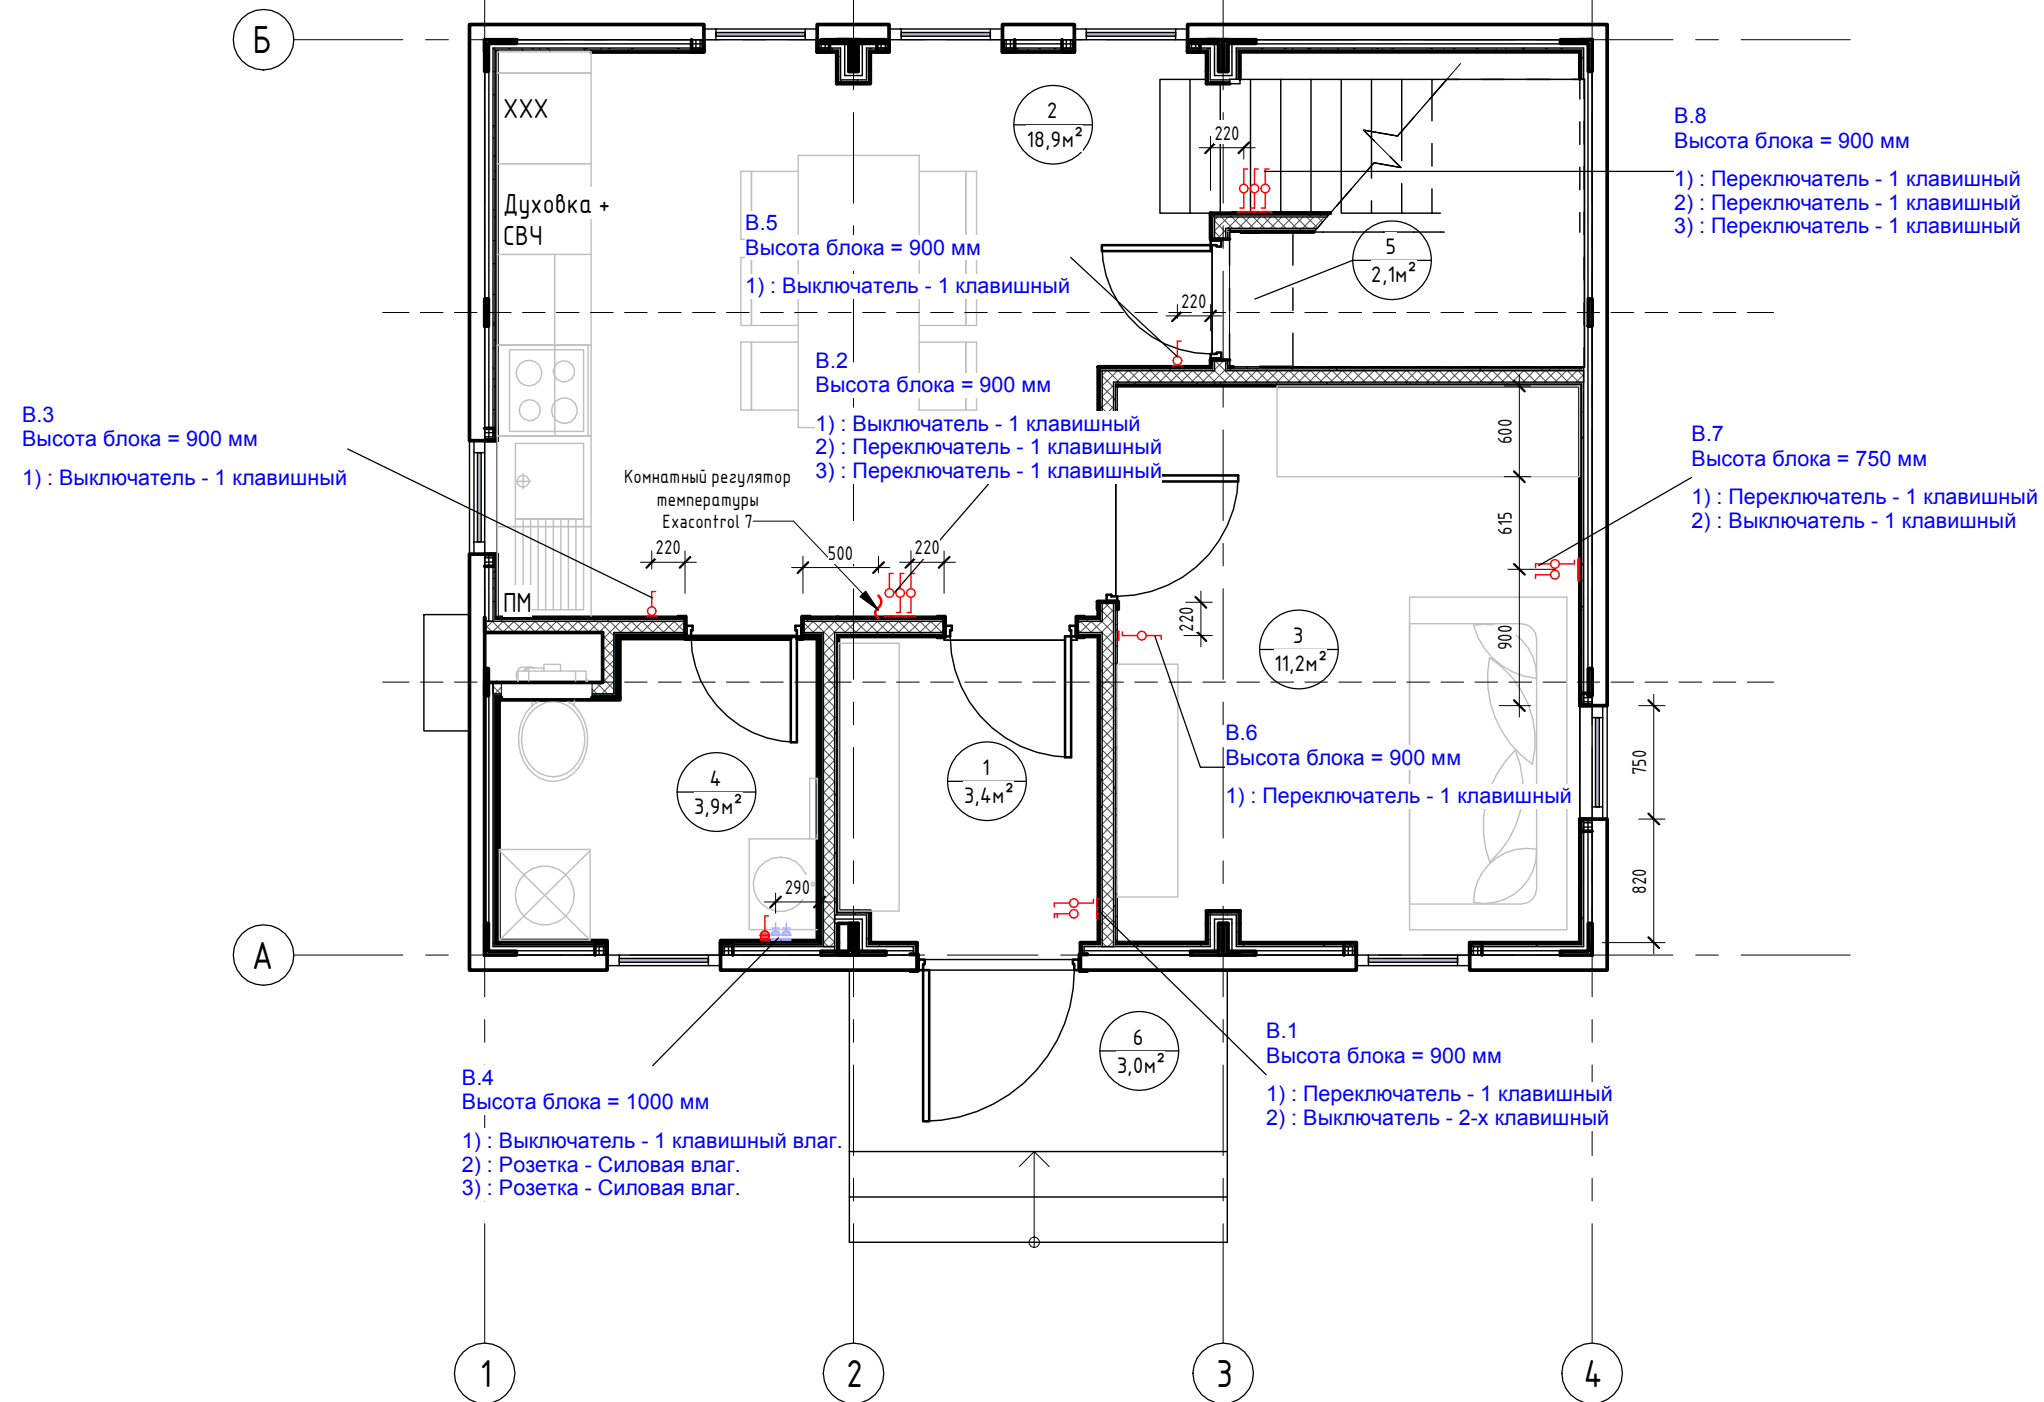 Б
ХХХ
2
18,9м²
220
В.8
Высота блока = 900 мм
1) : Переключатель - 1 клавишный
2) : Переключатель - 1 клавишный
3) : Переключатель - 1 клавишный
Духовка +
СВЧ
В.5
Высота блока = 900 мм
1) : Выключатель - 1 клавишный
5
2,1м²
220
В.2
Высота блока = 900 мм
1) : Выключатель - 1 клавишный
2) : Переключатель - 1 клавишный
3) : Переключатель - 1 клавишный
В.3
Высота блока = 900 мм
1) : Выключатель - 1 клавишный
Комнатный регулятор
температуры
Exacontrol 7
600
615
900
В.7
Высота блока = 750 мм
1) : Переключатель - 1 клавишный
2) : Выключатель - 1 клавишный
220
500
220
ПМ
220
3
11,2м²
В.6
Высота блока = 900 мм
1) : Переключатель - 1 клавишный
4
3,9м²
1
3,4м²
750
820
290
А
6
3,0м²
В.1
Высота блока = 900 мм
1) : Переключатель - 1 клавишный
2) : Выключатель - 2-х клавишный
В.4
Высота блока = 1000 мм
1) : Выключатель - 1 клавишный влаг.
2) : Розетка - Силовая влаг.
3) : Розетка - Силовая влаг.
1
2
3
4